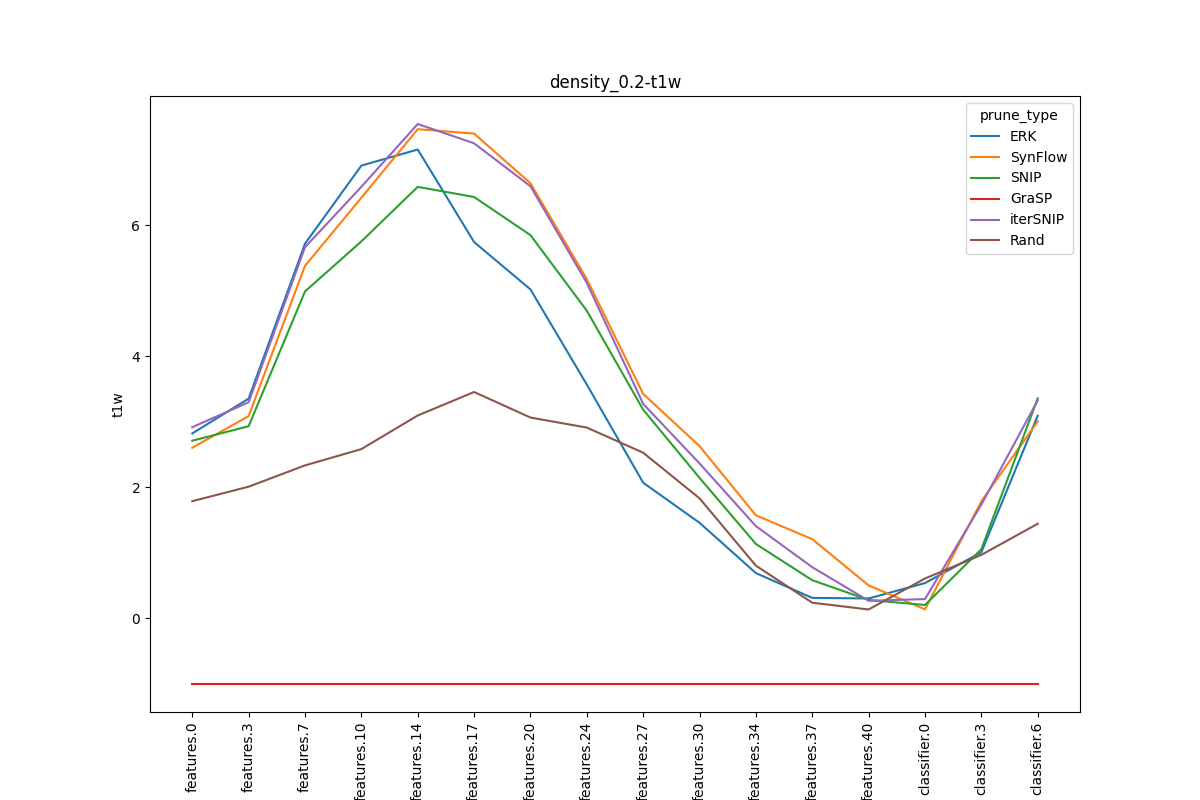 density_0.2-t1w
prune_type
ERK
SynFlow
SNIP
GraSP
iterSNIP
Rand
t1w
6
4
2
0
features.0
features.3
features.7
features.10
features.14
features.17
features.20
features.24
features.27
features.30
features.34
features.37
features.40
classifier.0
classifier.3
classifier.6